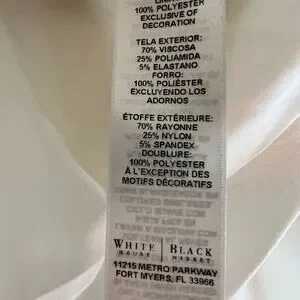 100% POLYESTER
EXCLUSIVE OF
DECORATION
TELA EXTERIOR:
70% VISCOSA
25% POLIAMIDA
5% ELASTANO
FORRO:
100% POLIÉSTER
EXCLUYENDO LOS
ADORNOS
ÉTOFFE EXTÉRIEURE:
70% RAYONNE
25% NYLON
5% SPANDEX
DOUBLURE:
100% POLYESTER
À L'EXCEPTION DES
MOTIFS DÉCORATIFS
WHITE BLACK
HOUSE MARKET
11215 METRO PARKWAY
FORT MYERS, FL 33966